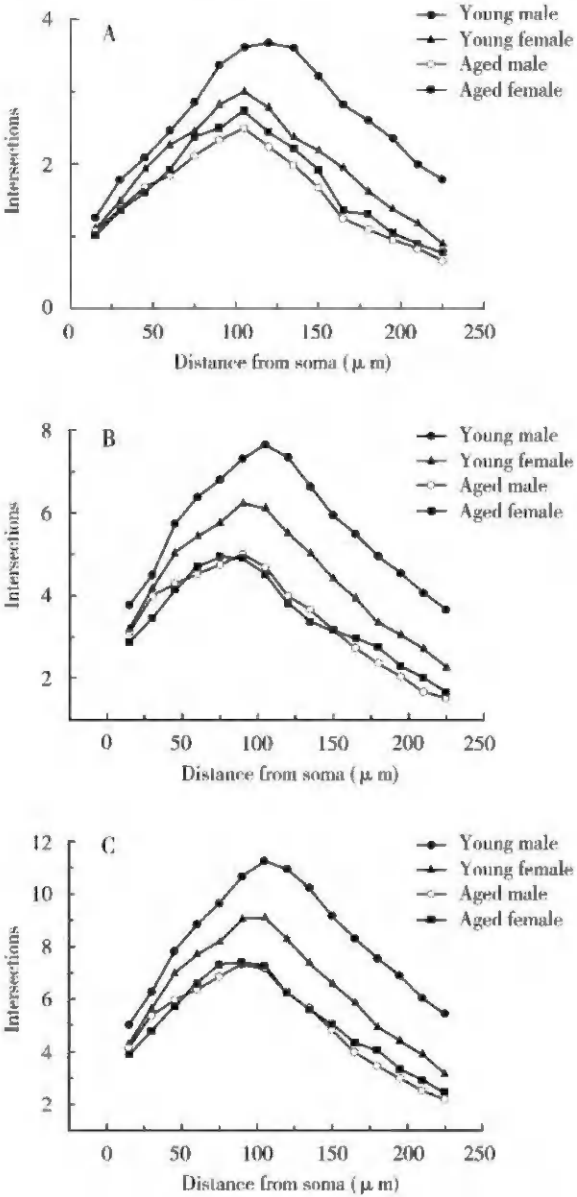 A
Young male
Young female
Aged male
Aged female
4
2
0
Intersections
0 50 100 150 200 250
Distance from soma (μ m)
B
Young male
Young female
Aged male
Aged female
8
6
4
2
Intersections
0 50 100 150 200 250
Distance from soma (μ m)
C
Young male
Young female
Aged male
Aged female
12
10
8
6
4
2
Intersections
0 50 100 150 200 250
Distance from soma (μ m)